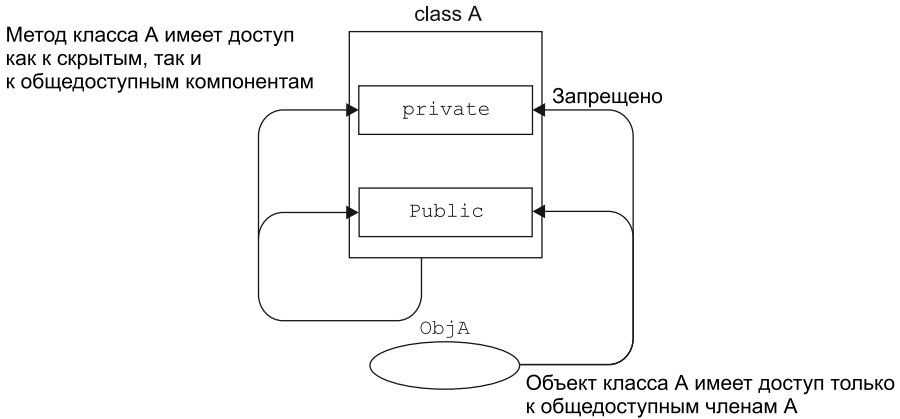 class A
Метод класса А имеет доступ
как к скрытым, так и
к общедоступным компонентам
Запрещено
private
Public
ObjA
Объект класса А имеет доступ только
к общедоступным членам А